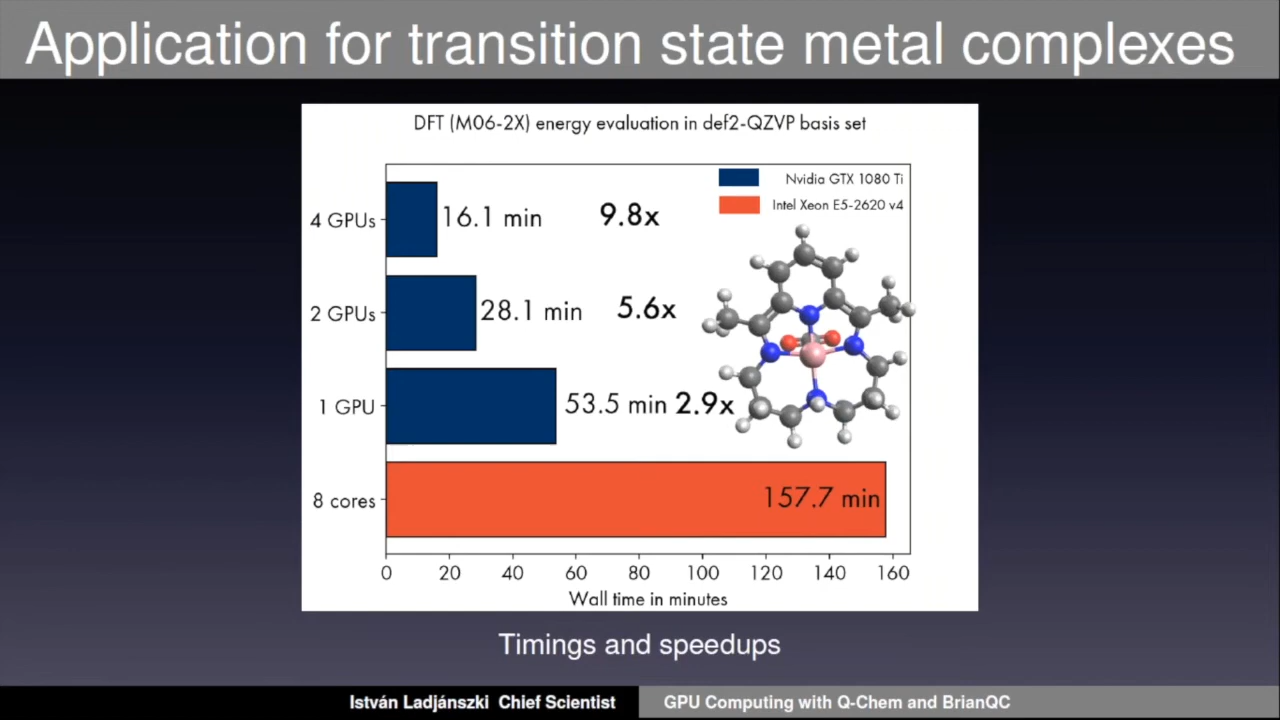 Application for transition state metal complexes
DFT (M06-2X) energy evaluation in def2-QZVP basis set
Nvidia GTX 1080 Ti
Intel Xeon E5-2620 v4
4 GPUs 16.1 min 9.8x
2 GPUs 28.1 min 5.6x
1 GPU 53.5 min 2.9x
8 cores 157.7 min
0 20 40 60 80 100 120 140 160
Wall time in minutes
Timings and speedups
István Ladjánszki Chief Scientist GPU Computing with Q-Chem and BrianQC